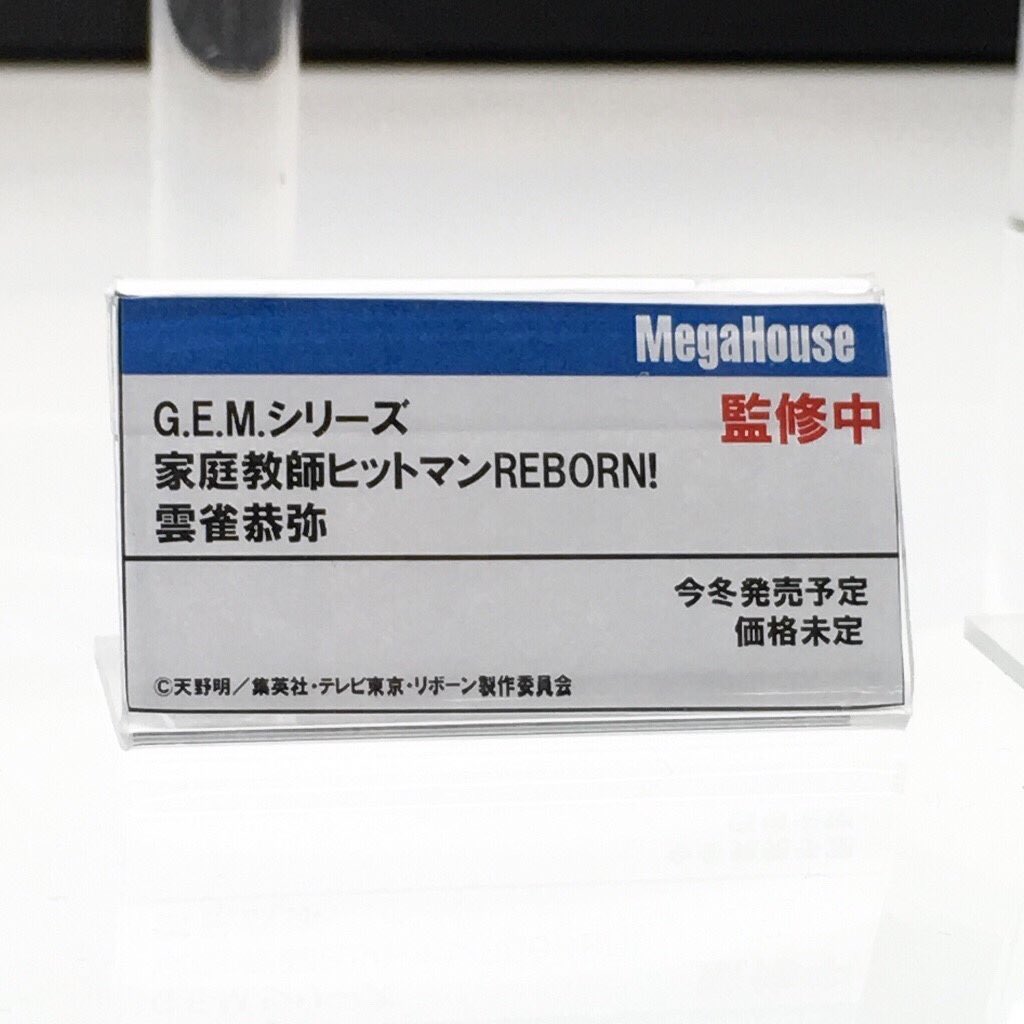 MegaHouse
G.E.M.シリーズ
監修中
家庭教師ヒットマンREBORN!
雲雀恭弥
今冬発売予定
価格未定
©天野明／集英社・テレビ東京・リボーン製作委員会